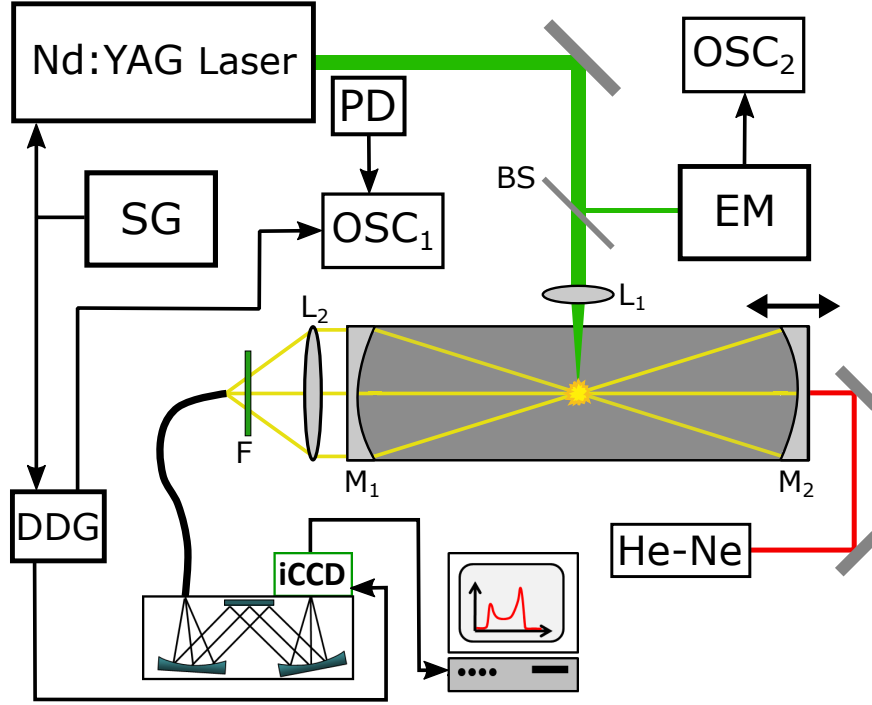 Nd:YAG Laser
OSC₂
PD
BS
SG
OSC₁
EM
L₁
L₂
F
M₁
M₂
DDG
He-Ne
iCCD